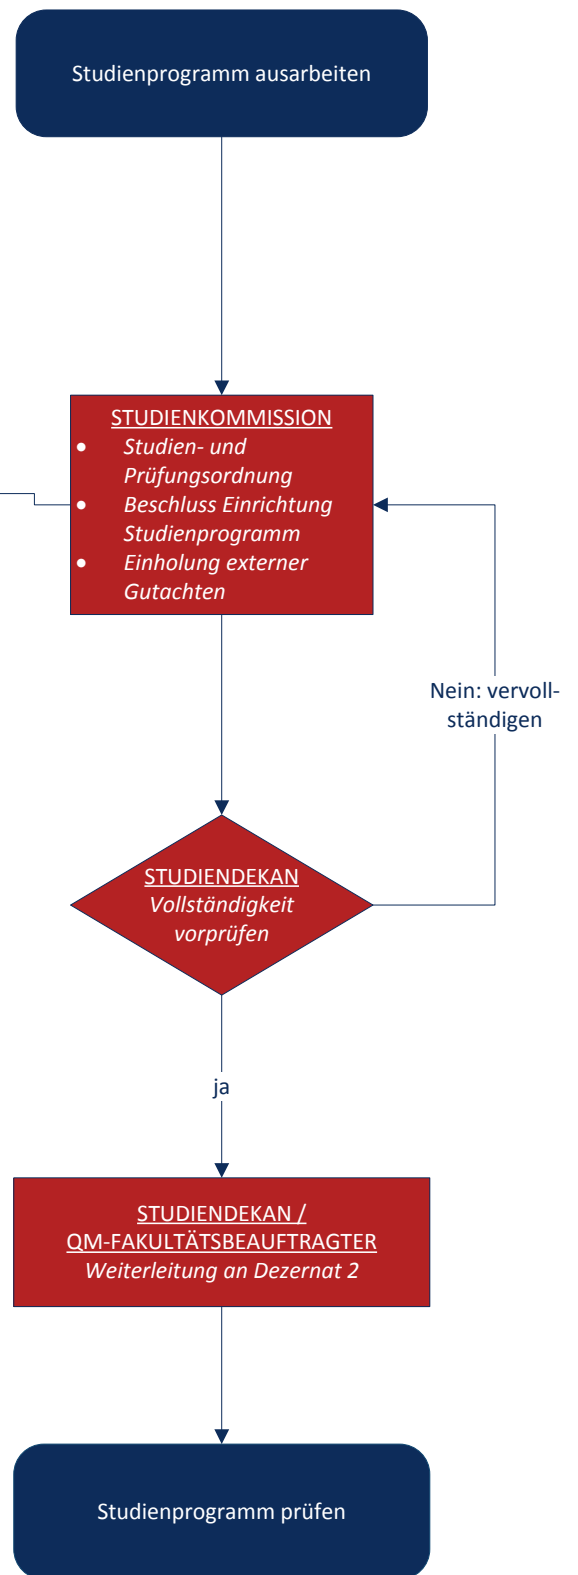 Studienprogramm ausarbeiten
STUDIENKOMMISSION
• Studien- und
Prüfungsordnung
• Beschluss Einrichtung
Studienprogramm
• Einholung externer
Gutachten
Nein: vervoll-
ständigen
STUDIENDEKAN
Vollständigkeit
vorprüfen
ja
STUDIENDEKAN /
QM-FAKULTÄTSBEAUFTRAGTER
Weiterleitung an Dezernat 2
Studienprogramm prüfen